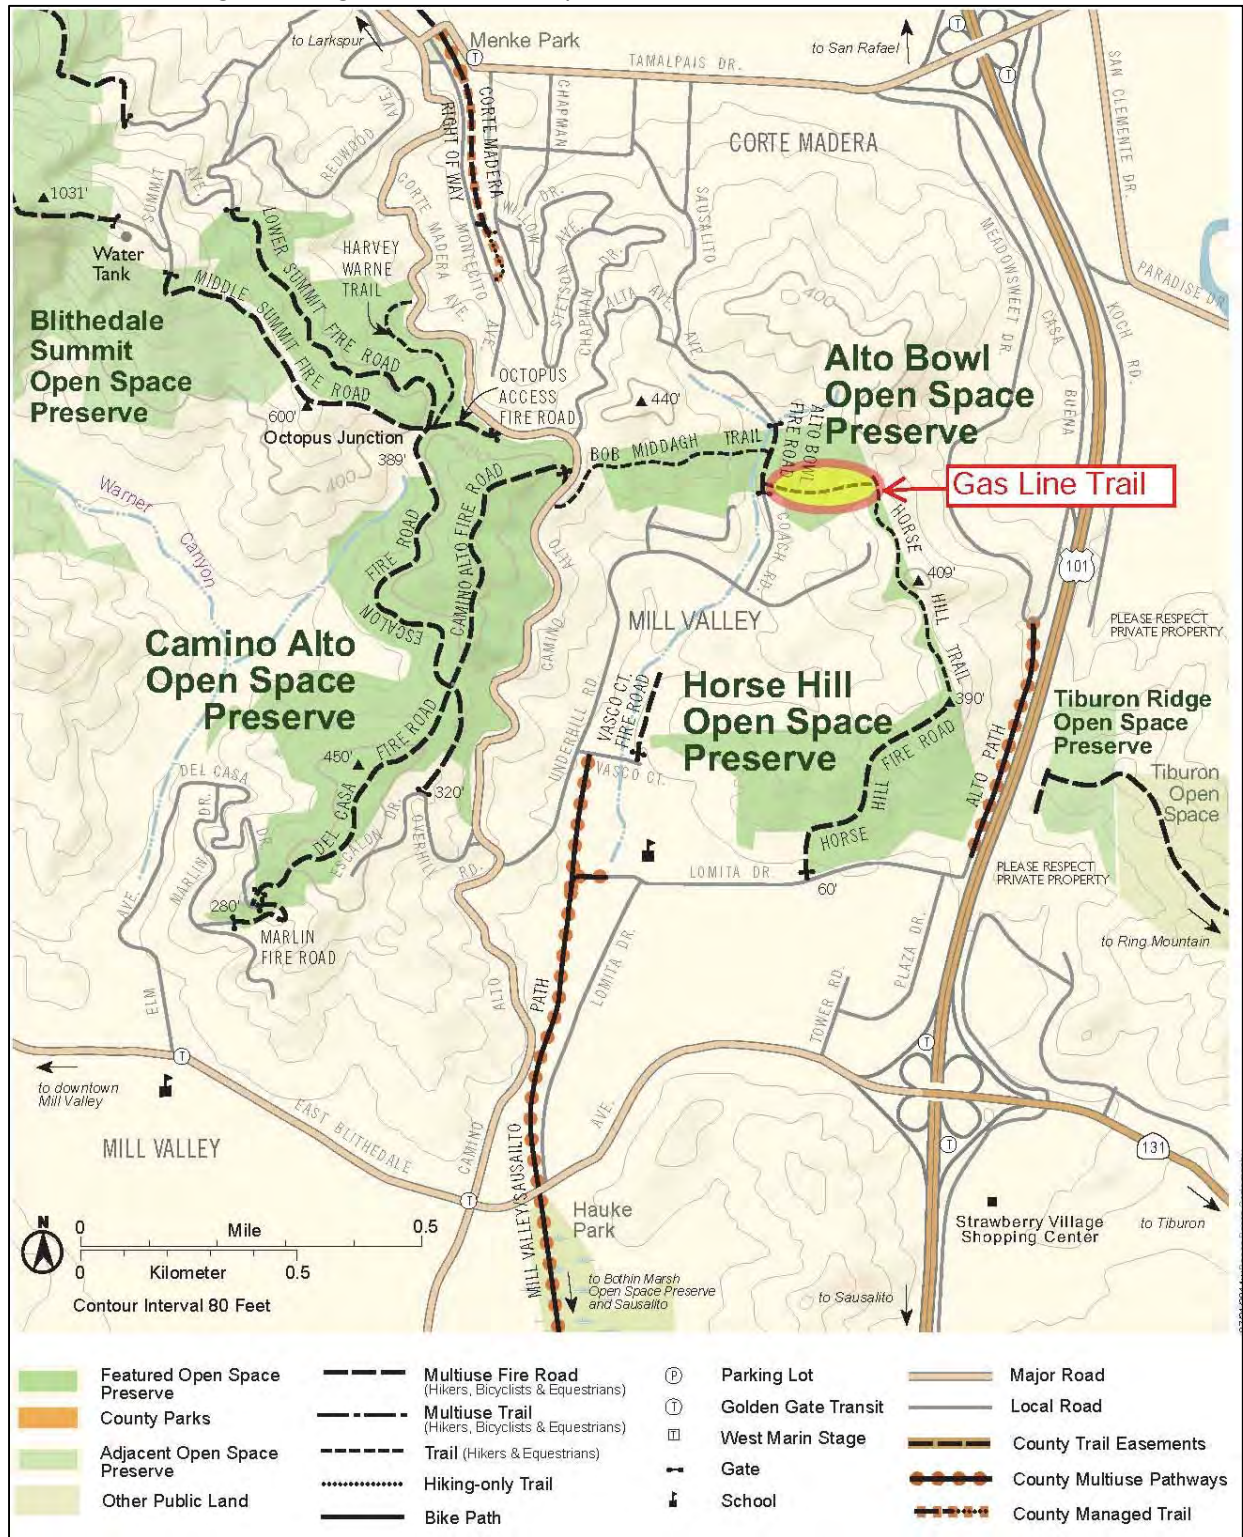 to Larkspur
Menke Park
to San Rafael
TAMALPAIS DR.
SAN CLEMENTE DR.
REDWOOD
AVE.
CHAPMAN
DR.
CORTE MADERA
RIGHT OF WAY
CORTE MADERA
1031'
SUMMIT
AVE.
Water
Tank
LOWER SUMMIT FIRE ROAD
HARVEY
WARNE
TRAIL
CORTE MADERA AVE.
MONTECITO
AVE.
WILLOW
AVE.
STETSON
CHAPMAN DR.
ALTA AVE.
SAUSALITO
AVE.
400
MEADOWSWEET DR.
CASA
BUENA
KOCH RD.
PARADISE DR.
MIDDLE SUMMIT FIRE ROAD
Blithedale
Summit
Open Space
Preserve
600'
Octopus Junction
389'
OCTOPUS
ACCESS
FIRE ROAD
440'
Alto Bowl
Open Space
Preserve
BOB MIDDAGH TRAIL
ALTO BOWL
FIRE ROAD
Gas Line Trail
400
Warner
Canyon
ESCALON
FIRE ROAD
CAMINO ALTO FIRE ROAD
CAMINO
ALTO
COACH RD.
HORSE
HILL
TRAIL
409'
101
MILL VALLEY
PLEASE RESPECT
PRIVATE PROPERTY
Camino Alto
Open Space
Preserve
UNDERHILL RD
VASCO CT.
FIRE ROAD
VASCO CT.
Horse Hill
Open Space
Preserve
390'
Tiburon Ridge
Open Space
Preserve
Tiburon
Open
Space
ALTO PATH
450'
DEL CASA
FIRE ROAD
DEL CASA
DR.
DR.
320'
ESCALON DR.
OVERHILL
RD.
HORSE
HILL
FIRE ROAD
MARLIN
AVE.
280'
MARLIN
FIRE ROAD
LOMITA DR.
60'
PLEASE RESPECT
PRIVATE PROPERTY
to Ring Mountain
ELM
ALTO
PATH
LOMITA DR.
TOWER RD.
PLAZA DR.
to downtown
Mill Valley
EAST BLITHEDALE
AVE.
CAMINO
131
MILL VALLEY
MILL VALLEY/SAUSAILTO
Hauke
Park
Strawberry Village
Shopping Center
to Tiburon
N
0
Mile
0.5
0
Kilometer
0.5
Contour Interval 80 Feet
to Bothin Marsh
Open Space Preserve
and Sausalito
to Sausalito
Featured Open Space
Preserve
County Parks
Adjacent Open Space
Preserve
Other Public Land
Multiuse Fire Road
(Hikers, Bicyclists & Equestrians)
Multiuse Trail
(Hikers, Bicyclists & Equestrians)
Trail (Hikers & Equestrians)
Hiking-only Trail
Bike Path
P Parking Lot
T Golden Gate Transit
T West Marin Stage
Gate
School
Major Road
Local Road
County Trail Easements
County Multiuse Pathways
County Managed Trail